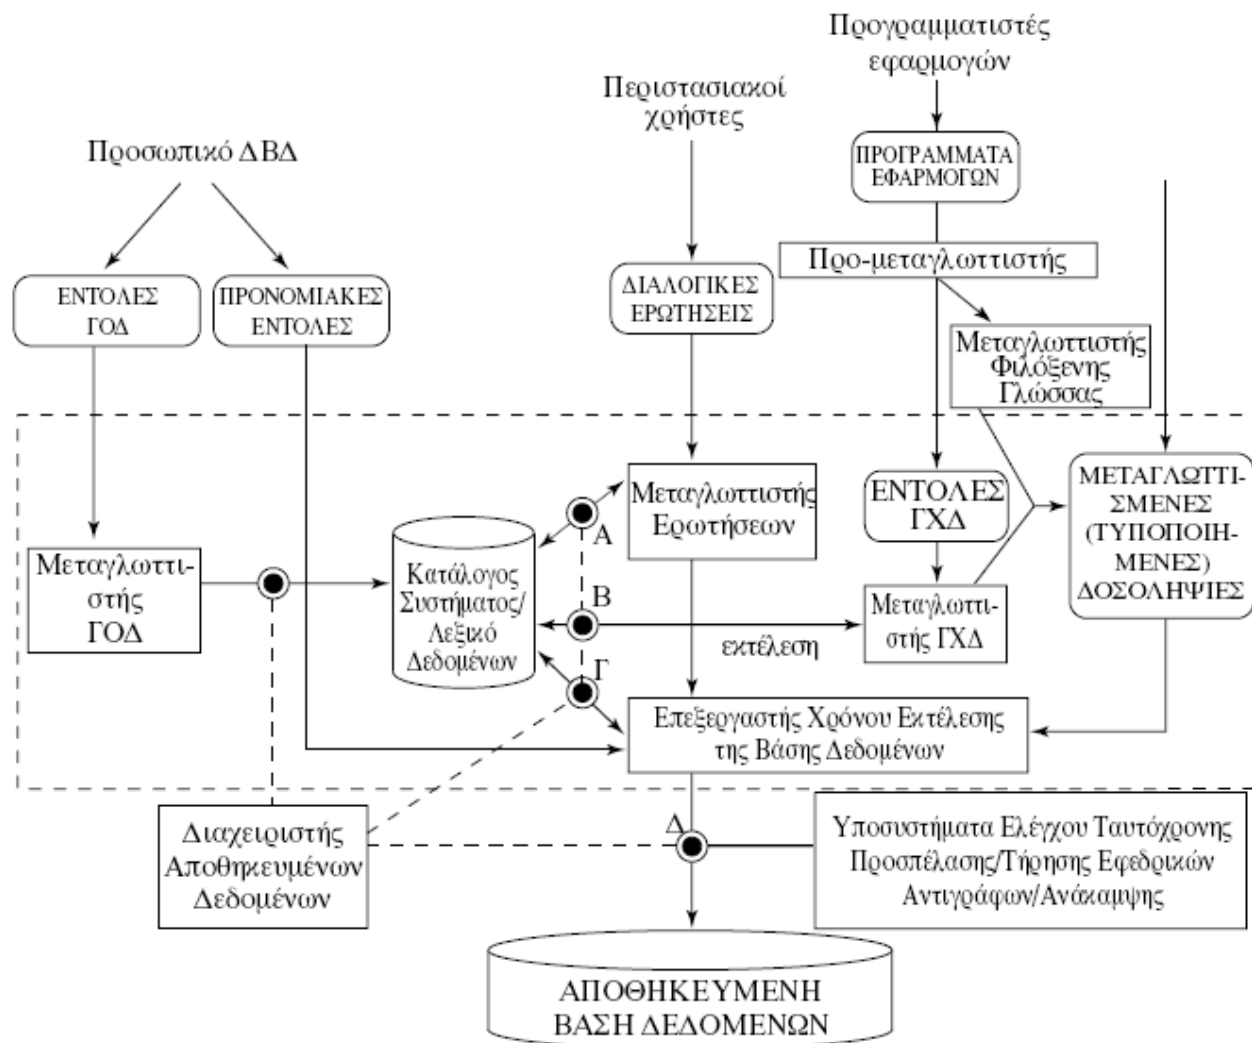 Προγραμματιστές
εφαρμογών
Περιστασιακοί
χρήστες
Προσωπικό ΔΒΔ
ΠΡΟΓΡΑΜΜΑΤΑ
ΕΦΑΡΜΟΓΩΝ
Προ-μεταγλωττιστής
ΕΝΤΟΛΕΣ
ΓΟΔ
ΠΡΟΝΟΜΙΑΚΕΣ
ΕΝΤΟΛΕΣ
ΔΙΑΛΟΓΙΚΕΣ
ΕΡΩΤΗΣΕΙΣ
Μεταγλωττιστής
Φιλόξενης
Γλώσσας
Μεταγλωττι-
στής
ΓΟΔ
Κατάλογος
Συστήματος/
Λεξικό
Δεδομένων
Α
Β
Γ
Μεταγλωττιστής
Ερωτήσεων
ΕΝΤΟΛΕΣ
ΓΧΔ
ΜΕΤΑΓΛΩΤΤΙ-
ΣΜΕΝΕΣ
(ΤΥΠΟΠΟΙΗ-
ΜΕΝΕΣ)
ΔΟΣΟΛΗΨΙΕΣ
εκτέλεση
Μεταγλωττι-
στής ΓΧΔ
Επεξεργαστής Χρόνου Εκτέλεσης
της Βάσης Δεδομένων
Διαχειριστής
Αποθηκευμένων
Δεδομένων
Δ
Υποσυστήματα Ελέγχου Ταυτόχρονης
Προσπέλασης/Τήρησης Εφεδρικών
Αντιγράφων/Ανάκαμψης
ΑΠΟΘΗΚΕΥΜΕΝΗ
ΒΑΣΗ ΔΕΔΟΜΕΝΩΝ